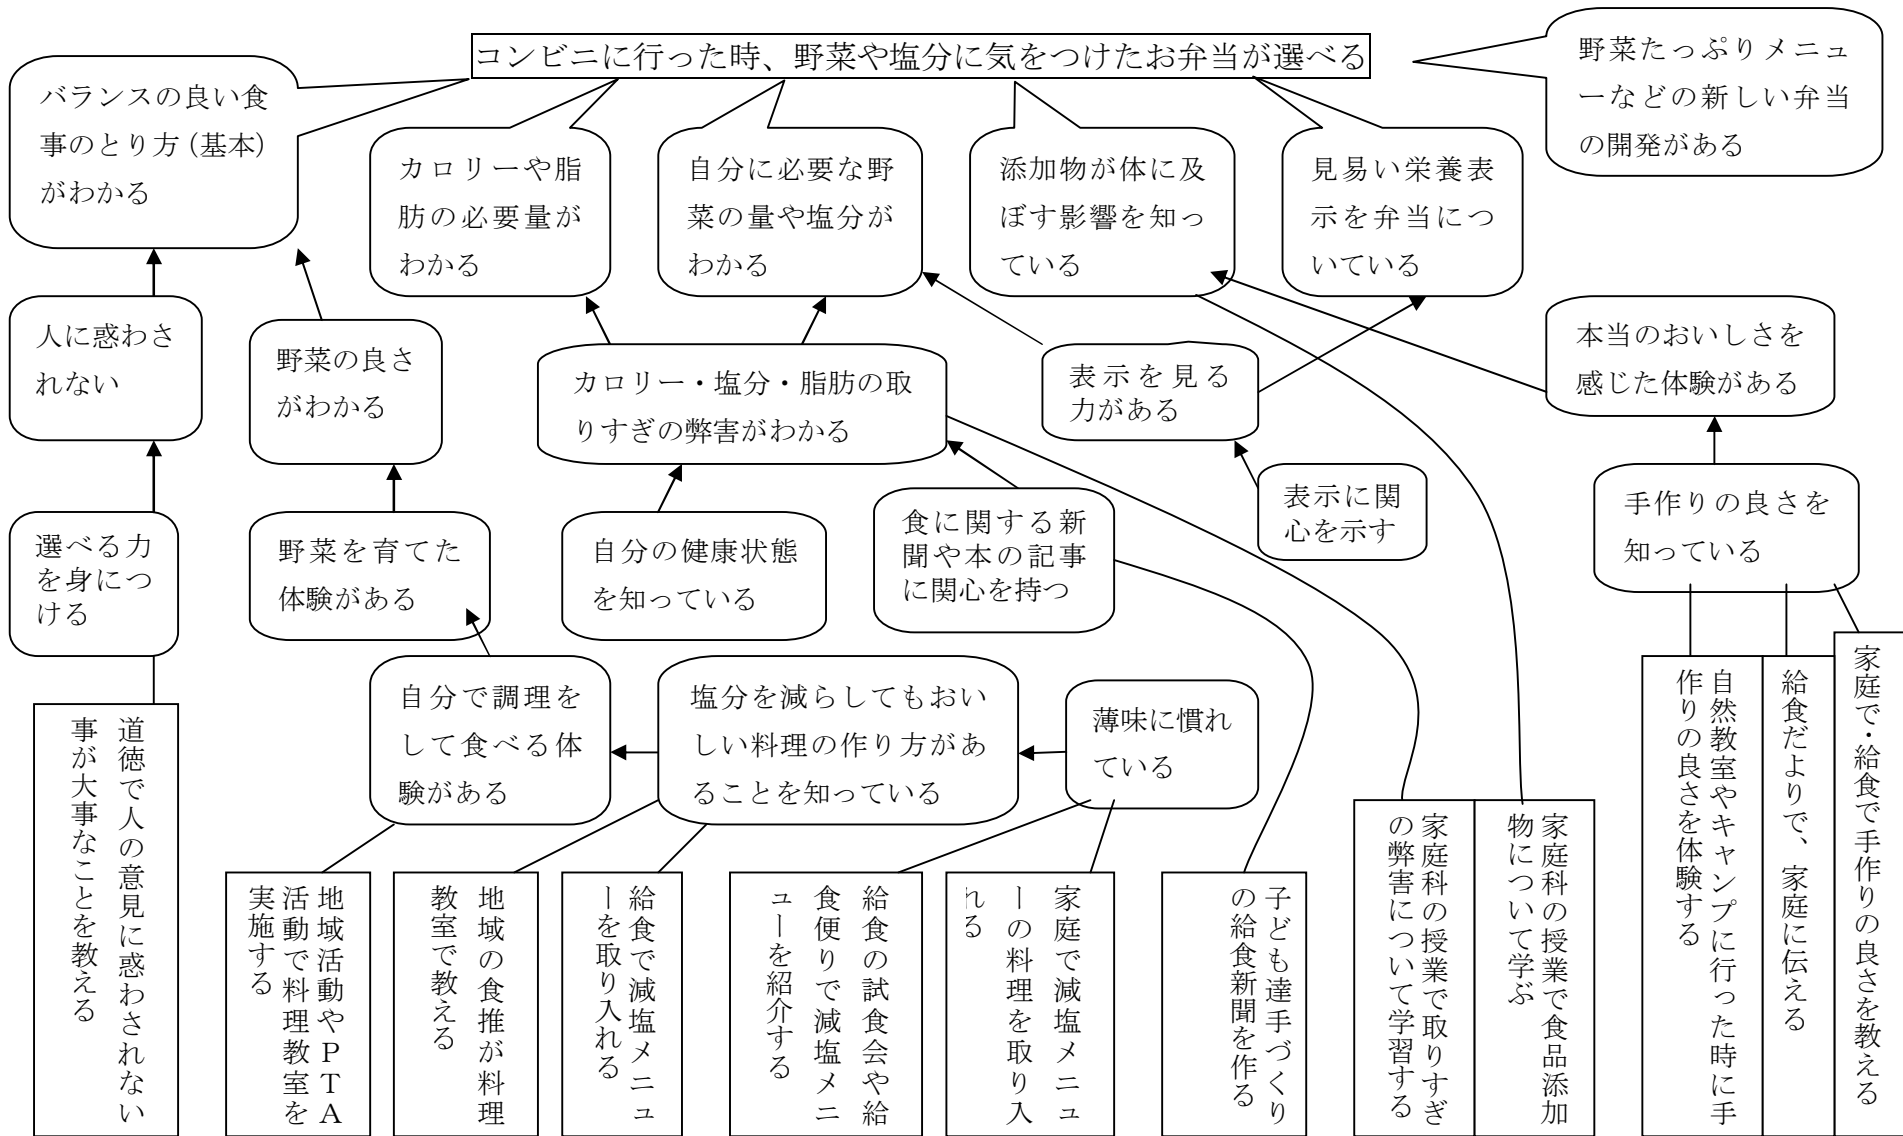 コンビニに行った時、野菜や塩分に気をつけたお弁当が選べる
バランスの良い食
事のとり方(基本)
がわかる
カロリーや脂
肪の必要量が
わかる
自分に必要な野
菜の量や塩分が
わかる
添加物が体に及
ぼす影響を知っ
ている
見易い栄養表
示を弁当につ
いている
野菜たっぷりメニュ
ーなどの新しい弁当
の開発がある
人に惑わさ
れない
野菜の良さ
がわかる
カロリー・塩分・脂肪の取
りすぎの弊害がわかる
表示を見る
力がある
本当のおいしさを
感じた体験がある
選べる力
を身につ
ける
野菜を育てた
体験がある
自分の健康状態
を知っている
食に関する新
聞や本の記事
に関心を持つ
表示に関
心を示す
手作りの良さを
知っている
自分で調理を
して食べる体
験がある
塩分を減らしてもおい
しい料理の作り方があ
ることを知っている
薄味に慣れ
ている
道徳で人の意見に惑わされない
事が大事なことを教える
地域活動やPTA
活動で料理教室を
実施する
地域の食推が料理
教室で教える
給食で減塩メニュ
ーを取り入れる
給食の試食会や給
食便りで減塩メニ
ューを紹介する
家庭で減塩メニュ
ーの料理を取り入
れる
子ども達手づくり
の給食新聞を作る
家庭科の授業で取りすぎ
の弊害について学習する
家庭科の授業で食品添加
物について学ぶ
自然教室やキャンプに行った時に手
作りの良さを体験する
給食だよりで、家庭に伝える
家庭で・給食で手作りの良さを教える